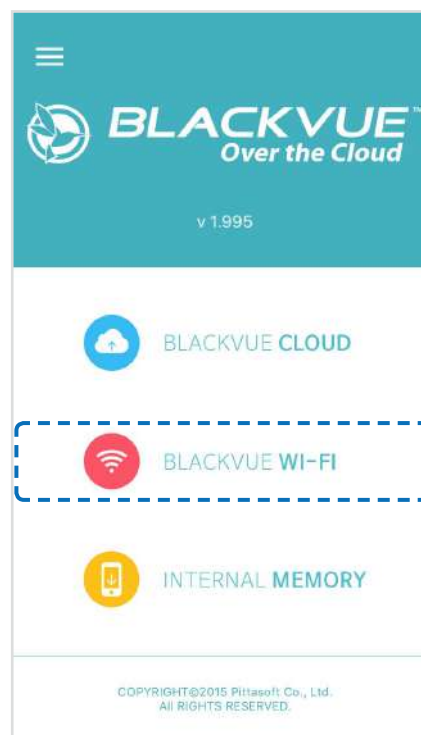 BLACKVUE™
Over the Cloud
v 1.995
BLACKVUE CLOUD
BLACKVUE WI-FI
INTERNAL MEMORY
COPYRIGHT©2015 Pittasoft Co., Ltd.
All RIGHTS RESERVED.